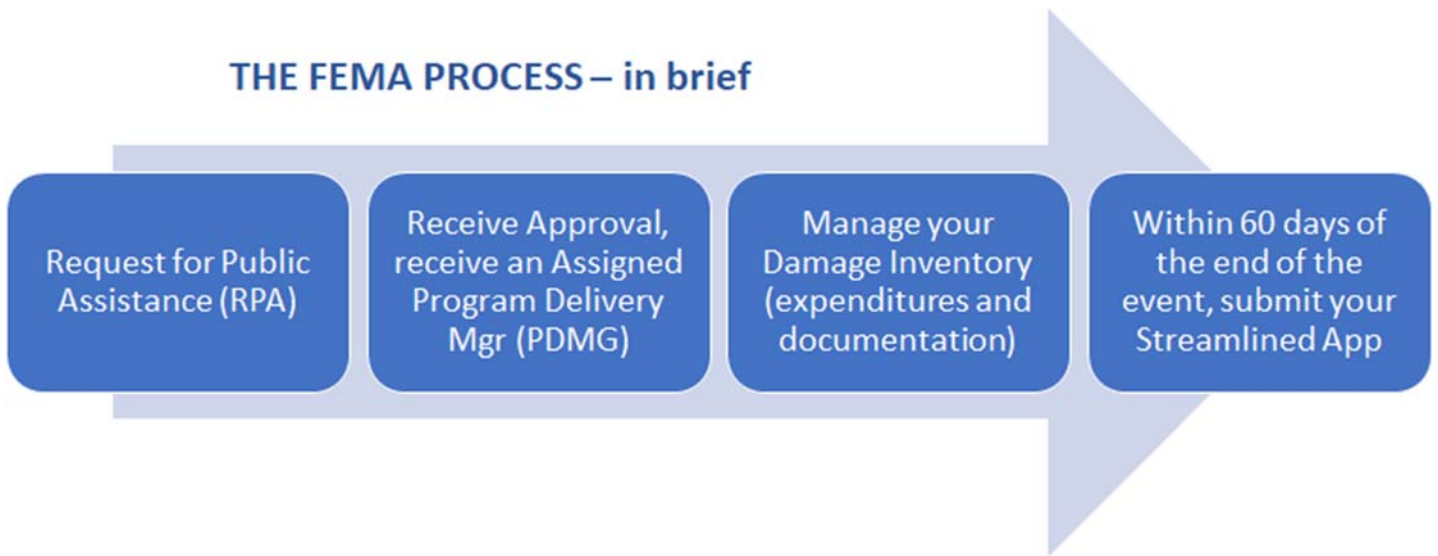 THE FEMA PROCESS – in brief
Request for Public
Assistance (RPA)
Receive Approval,
receive an Assigned
Program Delivery
Mgr (PDMG)
Manage your
Damage Inventory
(expenditures and
documentation)
Within 60 days of
the end of the
event, submit your
Streamlined App